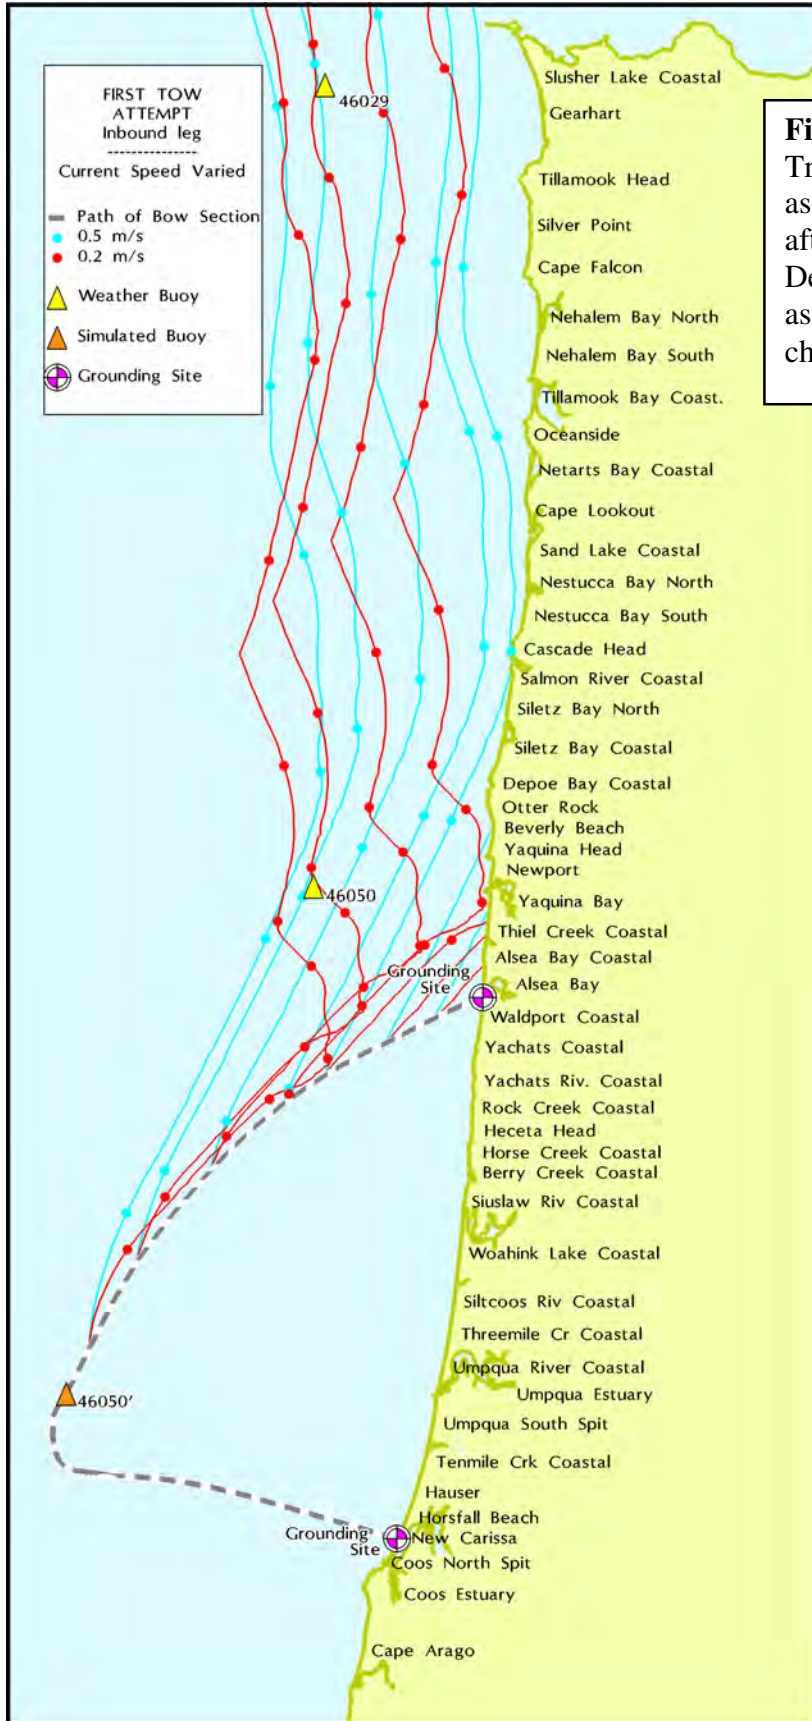 FIRST TOW
ATTEMPT
Inbound leg
---------------
Current Speed Varied
Path of Bow Section
0.5 m/s
0.2 m/s
Weather Buoy
Simulated Buoy
Grounding Site
46029
Slusher Lake Coastal
Gearhart
Tillamook Head
Silver Point
Cape Falcon
Nehalem Bay North
Nehalem Bay South
Tillamook Bay Coast.
Oceanside
Netarts Bay Coastal
Cape Lookout
Sand Lake Coastal
Nestucca Bay North
Nestucca Bay South
Cascade Head
Salmon River Coastal
Siletz Bay North
Siletz Bay Coastal
Depoe Bay Coastal
Otter Rock
Beverly Beach
Yaquina Head
Newport
46050
Yaquina Bay
Thiel Creek Coastal
Alsea Bay Coastal
Grounding
Site
Alsea Bay
Waldport Coastal
Yachats Coastal
Yachats Riv. Coastal
Rock Creek Coastal
Heceta Head
Horse Creek Coastal
Berry Creek Coastal
Siuslaw Riv Coastal
Woahink Lake Coastal
Siltcoos Riv Coastal
Threemile Cr Coastal
Umpqua River Coastal
Umpqua Estuary
46050'
Umpqua South Spit
Tenmile Crk Coastal
Hauser
Horsfall Beach
Grounding
Site
New Carissa
Coos North Spit
Coos Estuary
Cape Arago
Fi
Tr
as
aft
De
as
ch